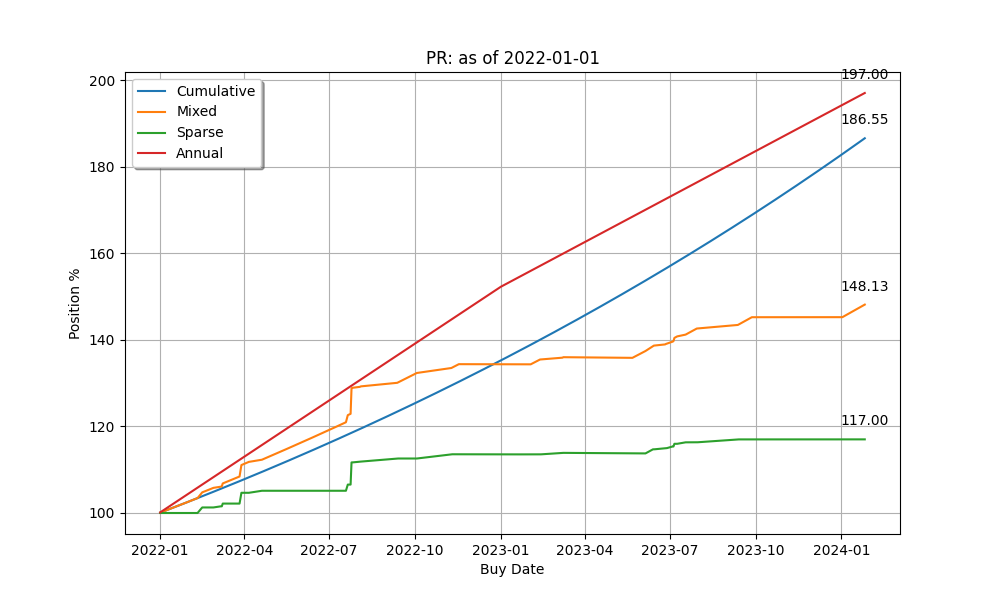 PR: as of 2022-01-01
197.00
200
Cumulative
Mixed
Sparse
Annual
186.55
180
160
Position %
148.13
140
120
117.00
100
2022-01 2022-04 2022-07 2022-10 2023-01 2023-04 2023-07 2023-10 2024-01
Buy Date